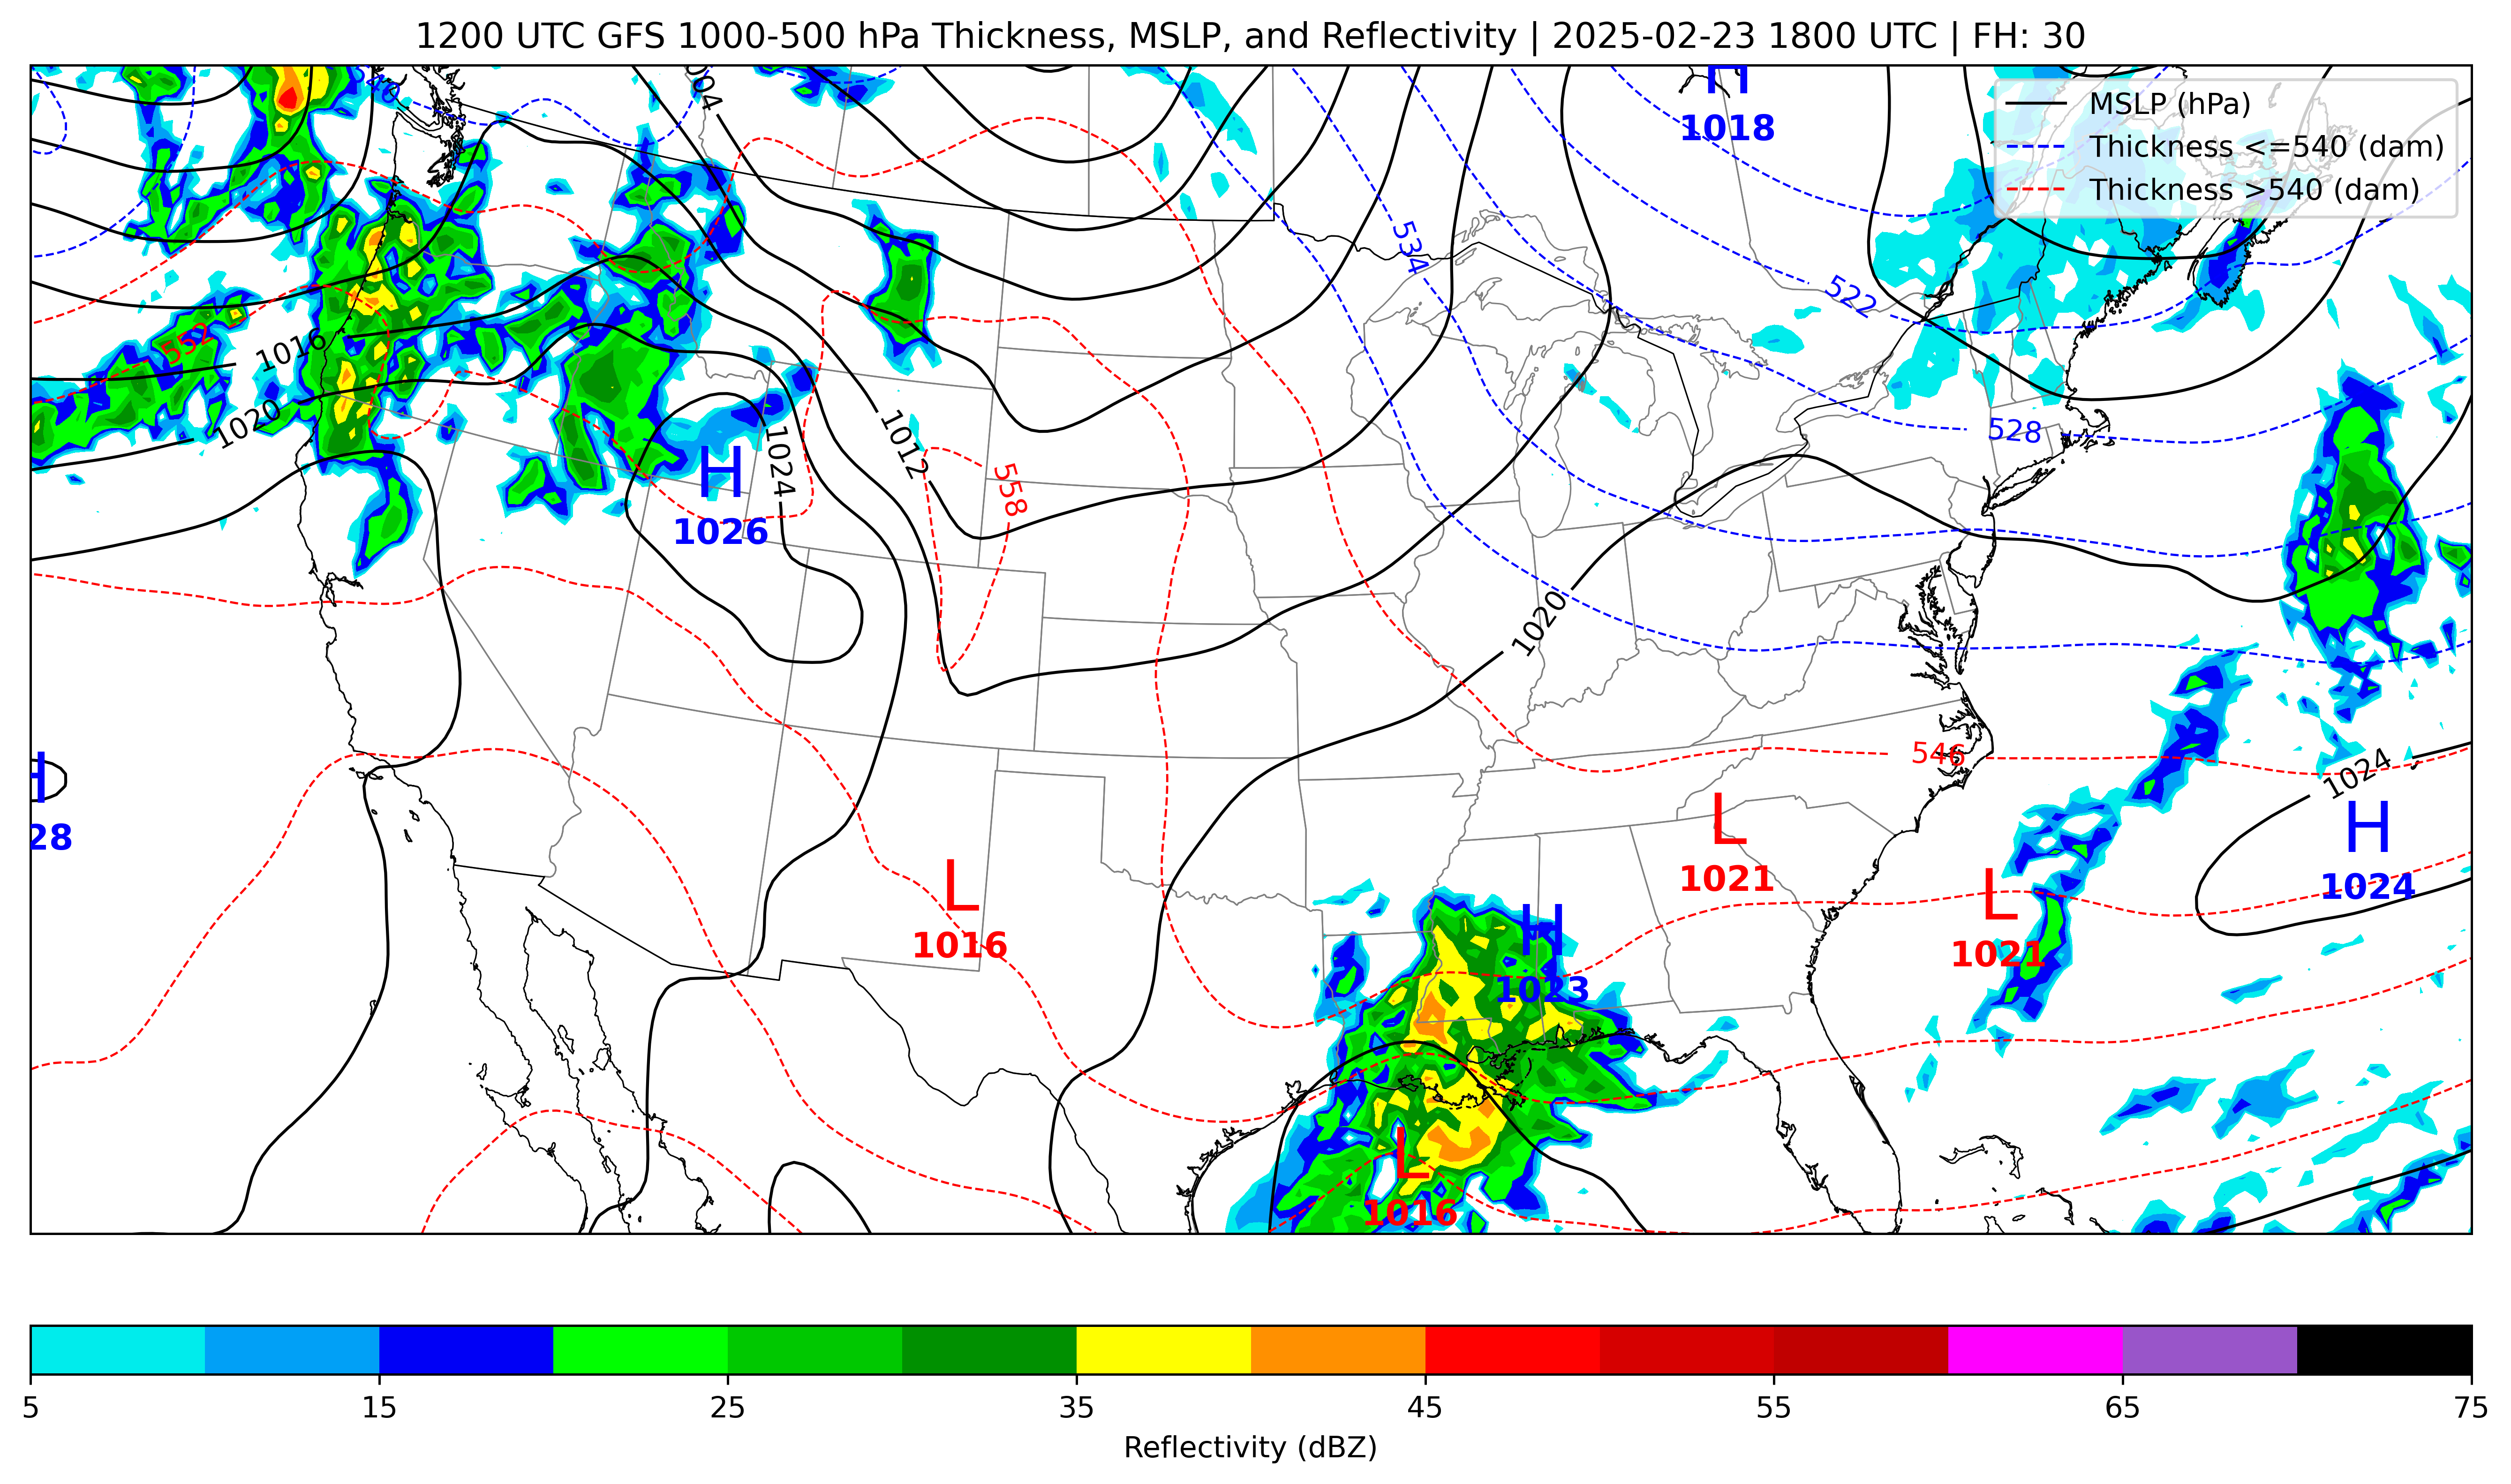 1200 UTC GFS 1000-500 hPa Thickness, MSLP, and Reflectivity | 2025-02-23 1800 UTC | FH: 30
MSLP (hPa)
Thickness <=540 (dam)
Thickness >540 (dam)
540
1004
H
1018
534
522
552
1016
1020
528
1012
1024
558
H
1026
1020
546
1024
H
28
L
1021
H
1024
L
1016
L
1021
H
1023
L
1016
5
15
25
35
45
55
65
75
Reflectivity (dBZ)